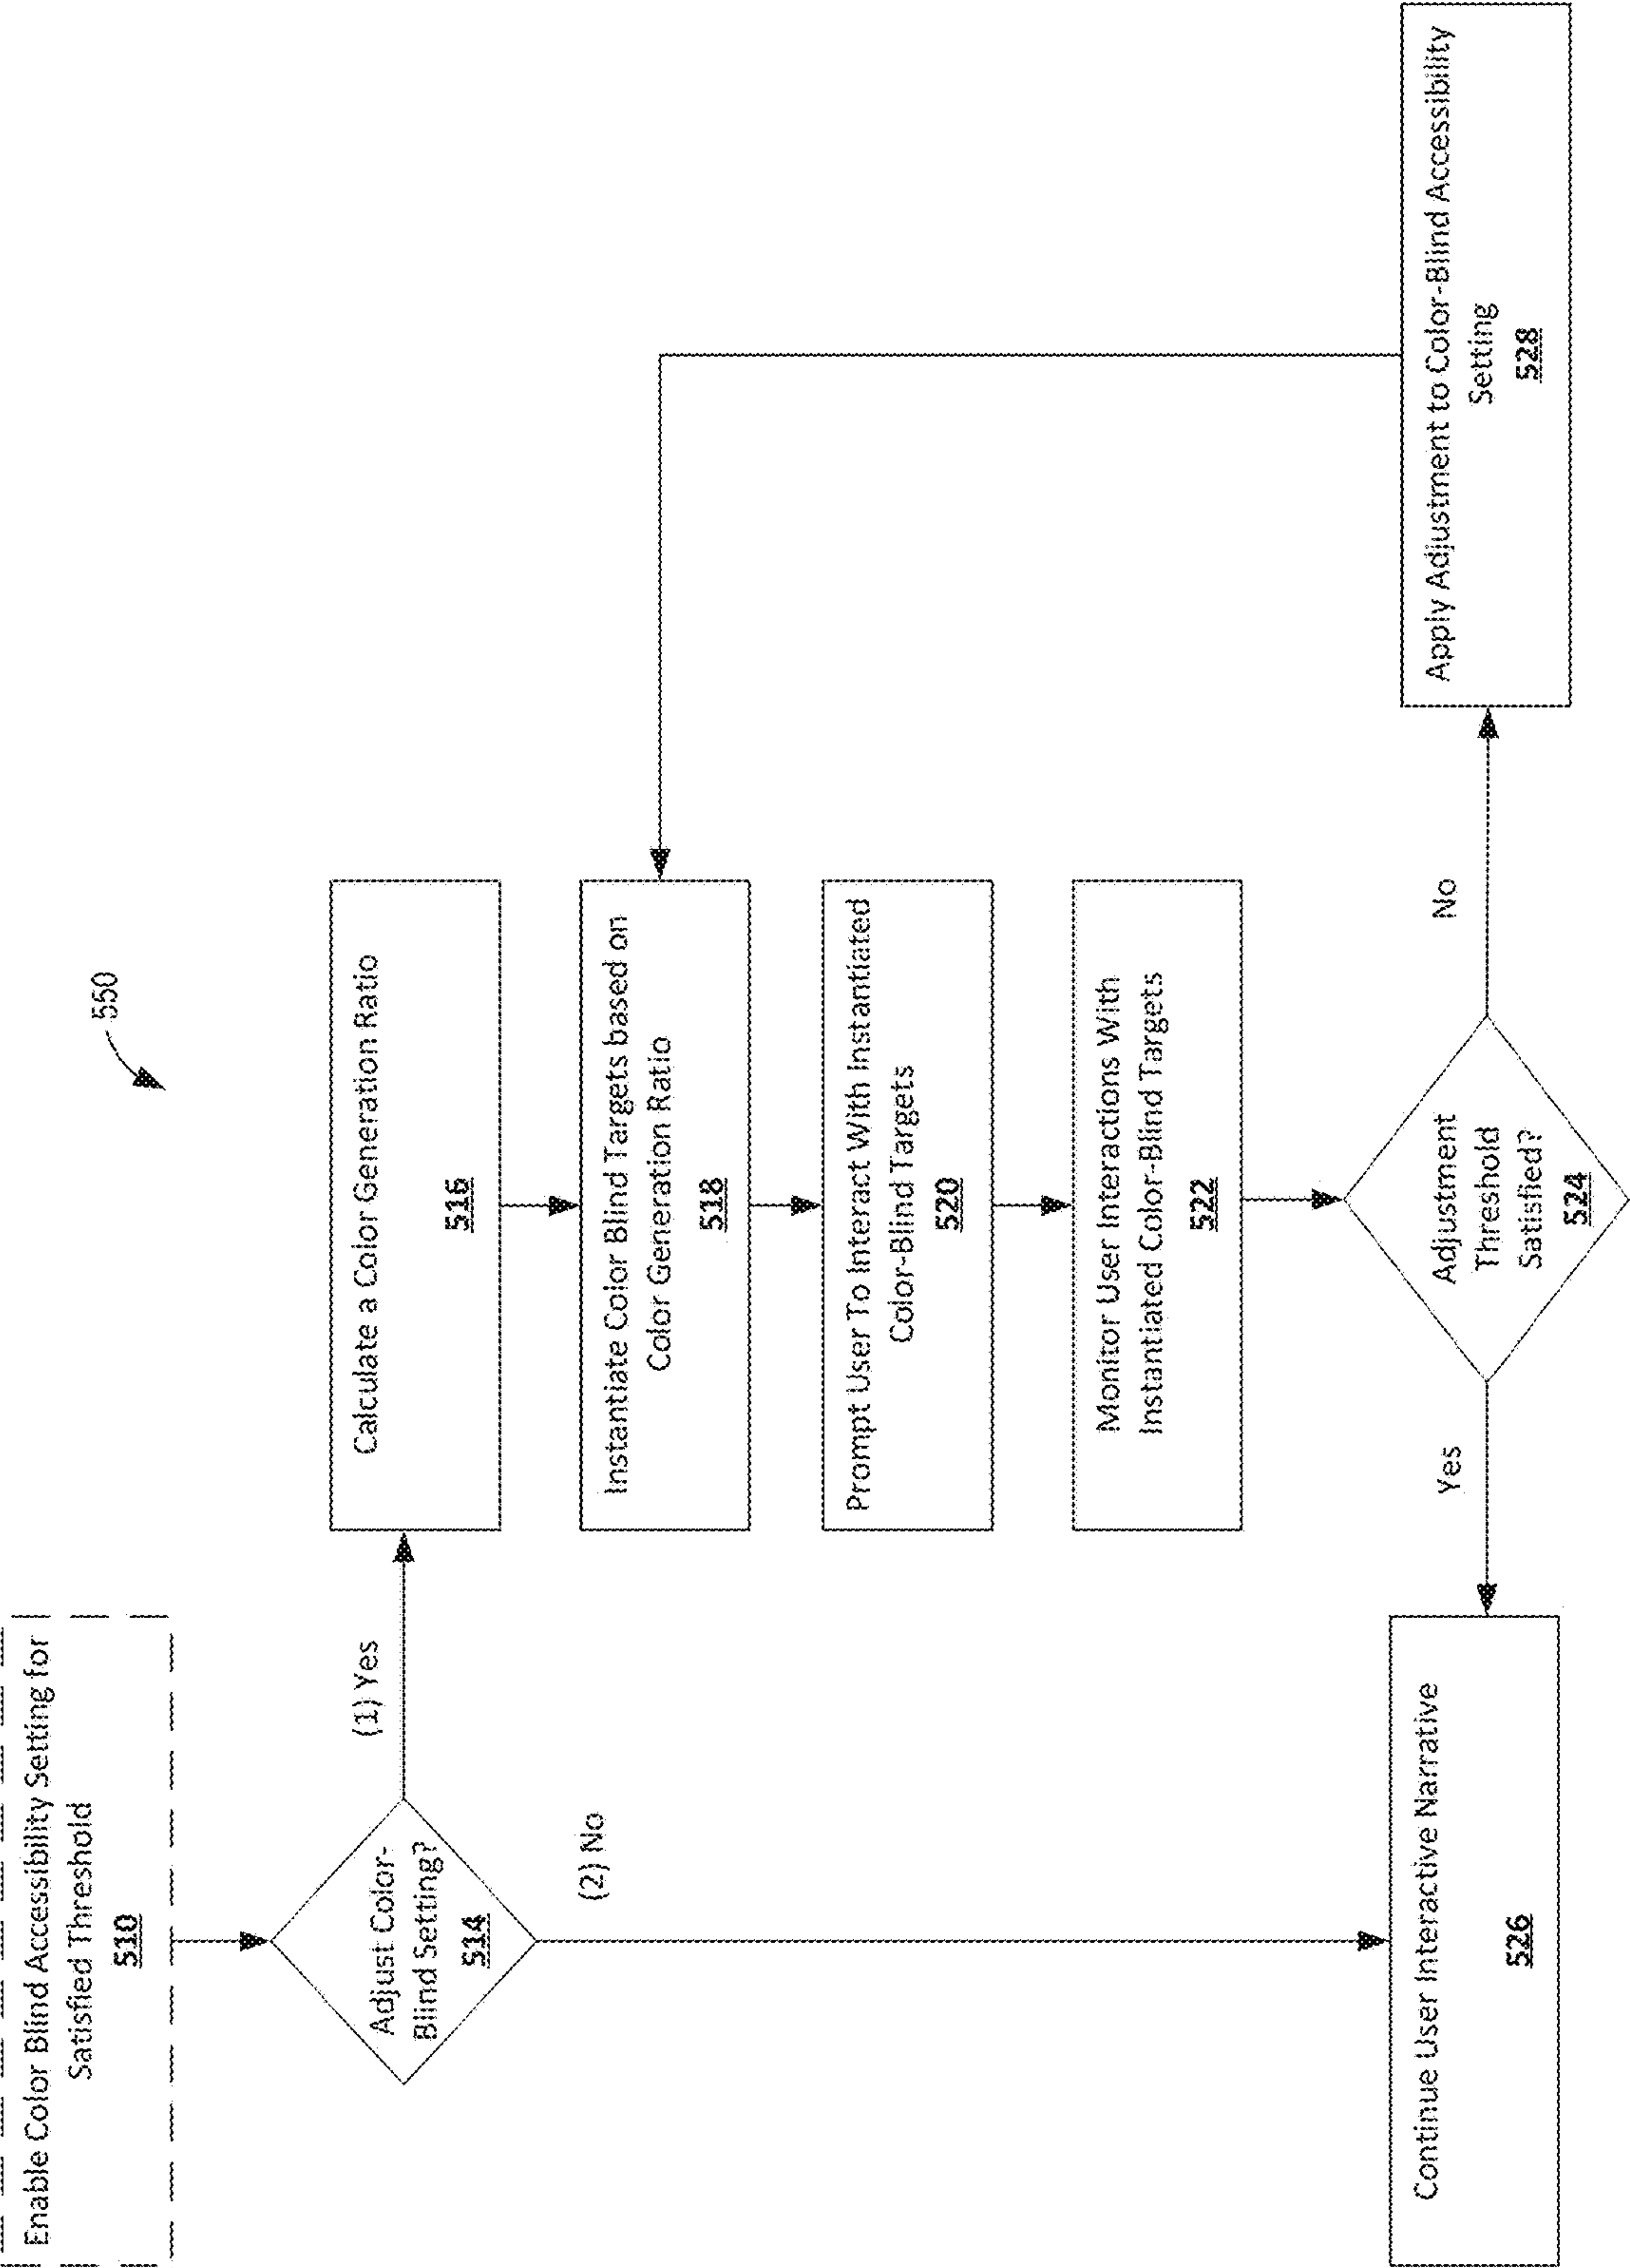 550
Enable Color Blind Accessibility Setting for
Satisfied Threshold
510
Adjust Color-
Blind Setting?
514
(1) Yes
(2) No
Calculate a Color Generation Ratio
516
Instantiate Color Blind Targets based on
Color Generation Ratio
518
Prompt User To Interact With Instantiated
Color-Blind Targets
520
Monitor User Interactions With
Instantiated Color-Blind Targets
522
Adjustment
Threshold
Satisfied?
524
Yes
No
Continue User Interactive Narrative
526
Apply Adjustment to Color-Blind Accessibility
Setting
528